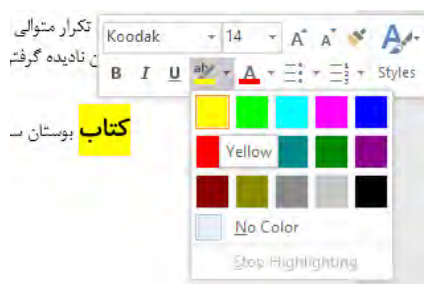 تکرار متوالی
Koodak 14
ن نادیده گرفت
B I U ab A Styles
کتاب بوستان س
Yellow
No Color
Stop Highlighting